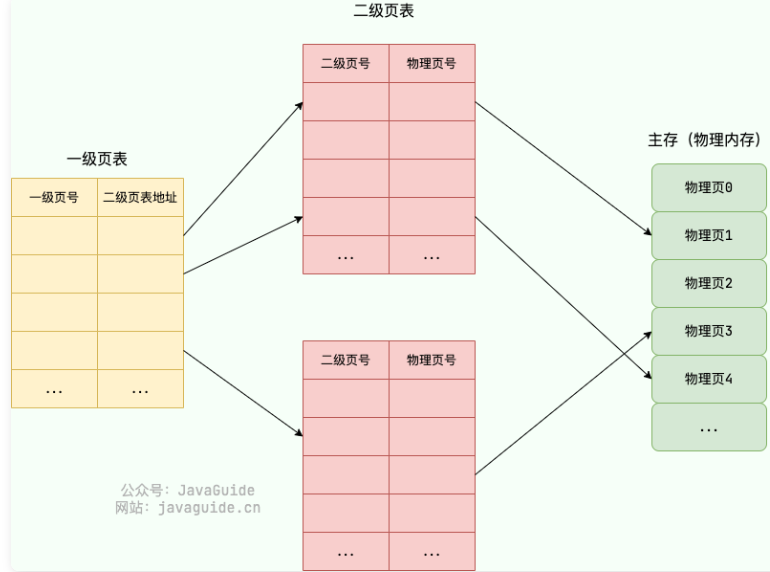 二级页表
二级页号 物理页号
... ...
主存（物理内存）
物理页0
物理页1
物理页2
物理页3
物理页4
...
一级页表
一级页号 二级页表地址
... ...
二级页号 物理页号
... ...
公众号：JavaGuide
网站：javaguide.cn